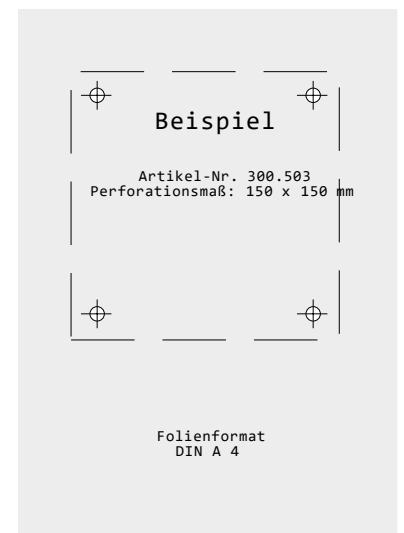 Beispiel
Artikel-Nr. 300.503
Perforationsmaß: 150 x 150 mm
Folienformat
DIN A 4